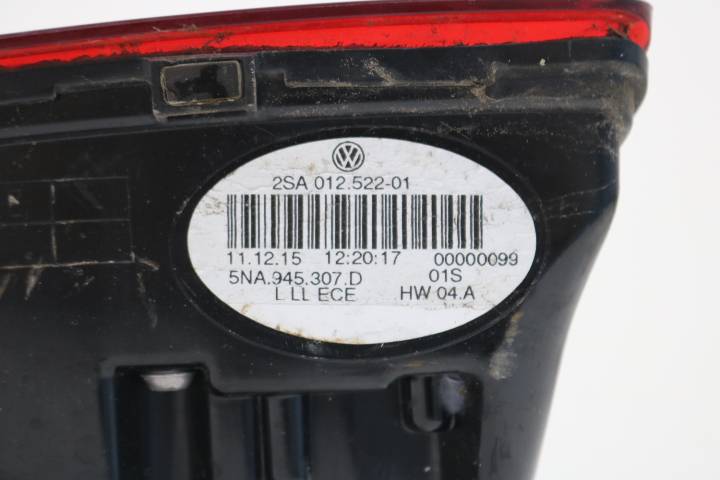 2SA 012.522-01
11.12.15 12:20:17 00000099
5NA.945.307.D 01S
L LL ECE HW 04.A